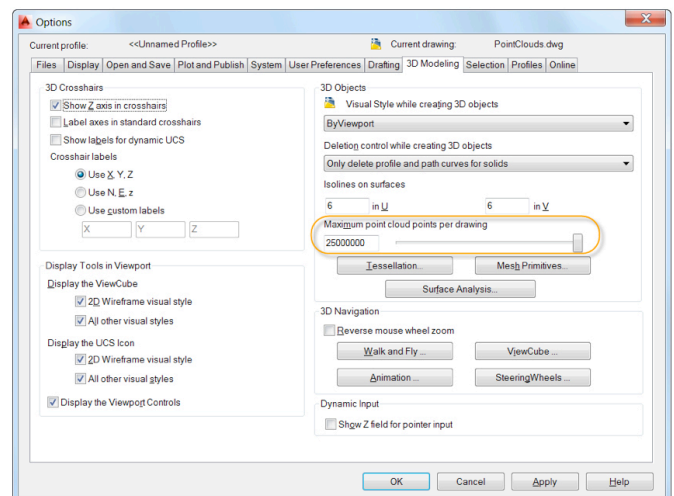 Options
Current profile: <<Unnamed Profile>> Current drawing: PointClouds.dwg
Files Display Open and Save Plot and Publish System User Preferences Drafting 3D Modeling Selection Profiles Online
3D Crosshairs
Show Z axis in crosshairs
Label axes in standard crosshairs
Show labels for dynamic UCS
Crosshair labels
Use X, Y, Z
Use N, E, z
Use custom labels
X Y Z
Display Tools in Viewport
Display the ViewCube
2D Wireframe visual style
All other visual styles
Display the UCS Icon
2D Wireframe visual style
All other visual styles
Display the Viewport Controls
3D Objects
Visual Style while creating 3D objects
ByViewport
Deletion control while creating 3D objects
Only delete profile and path curves for solids
Isolines on surfaces
6 in U 6 in V
Maximum point cloud points per drawing
25000000
Tessellation... Mesh Primitives...
Surface Analysis...
3D Navigation
Reverse mouse wheel zoom
Walk and Fly ... ViewCube ...
Animation ... SteeringWheels ...
Dynamic Input
Show Z field for pointer input
OK Cancel Apply Help